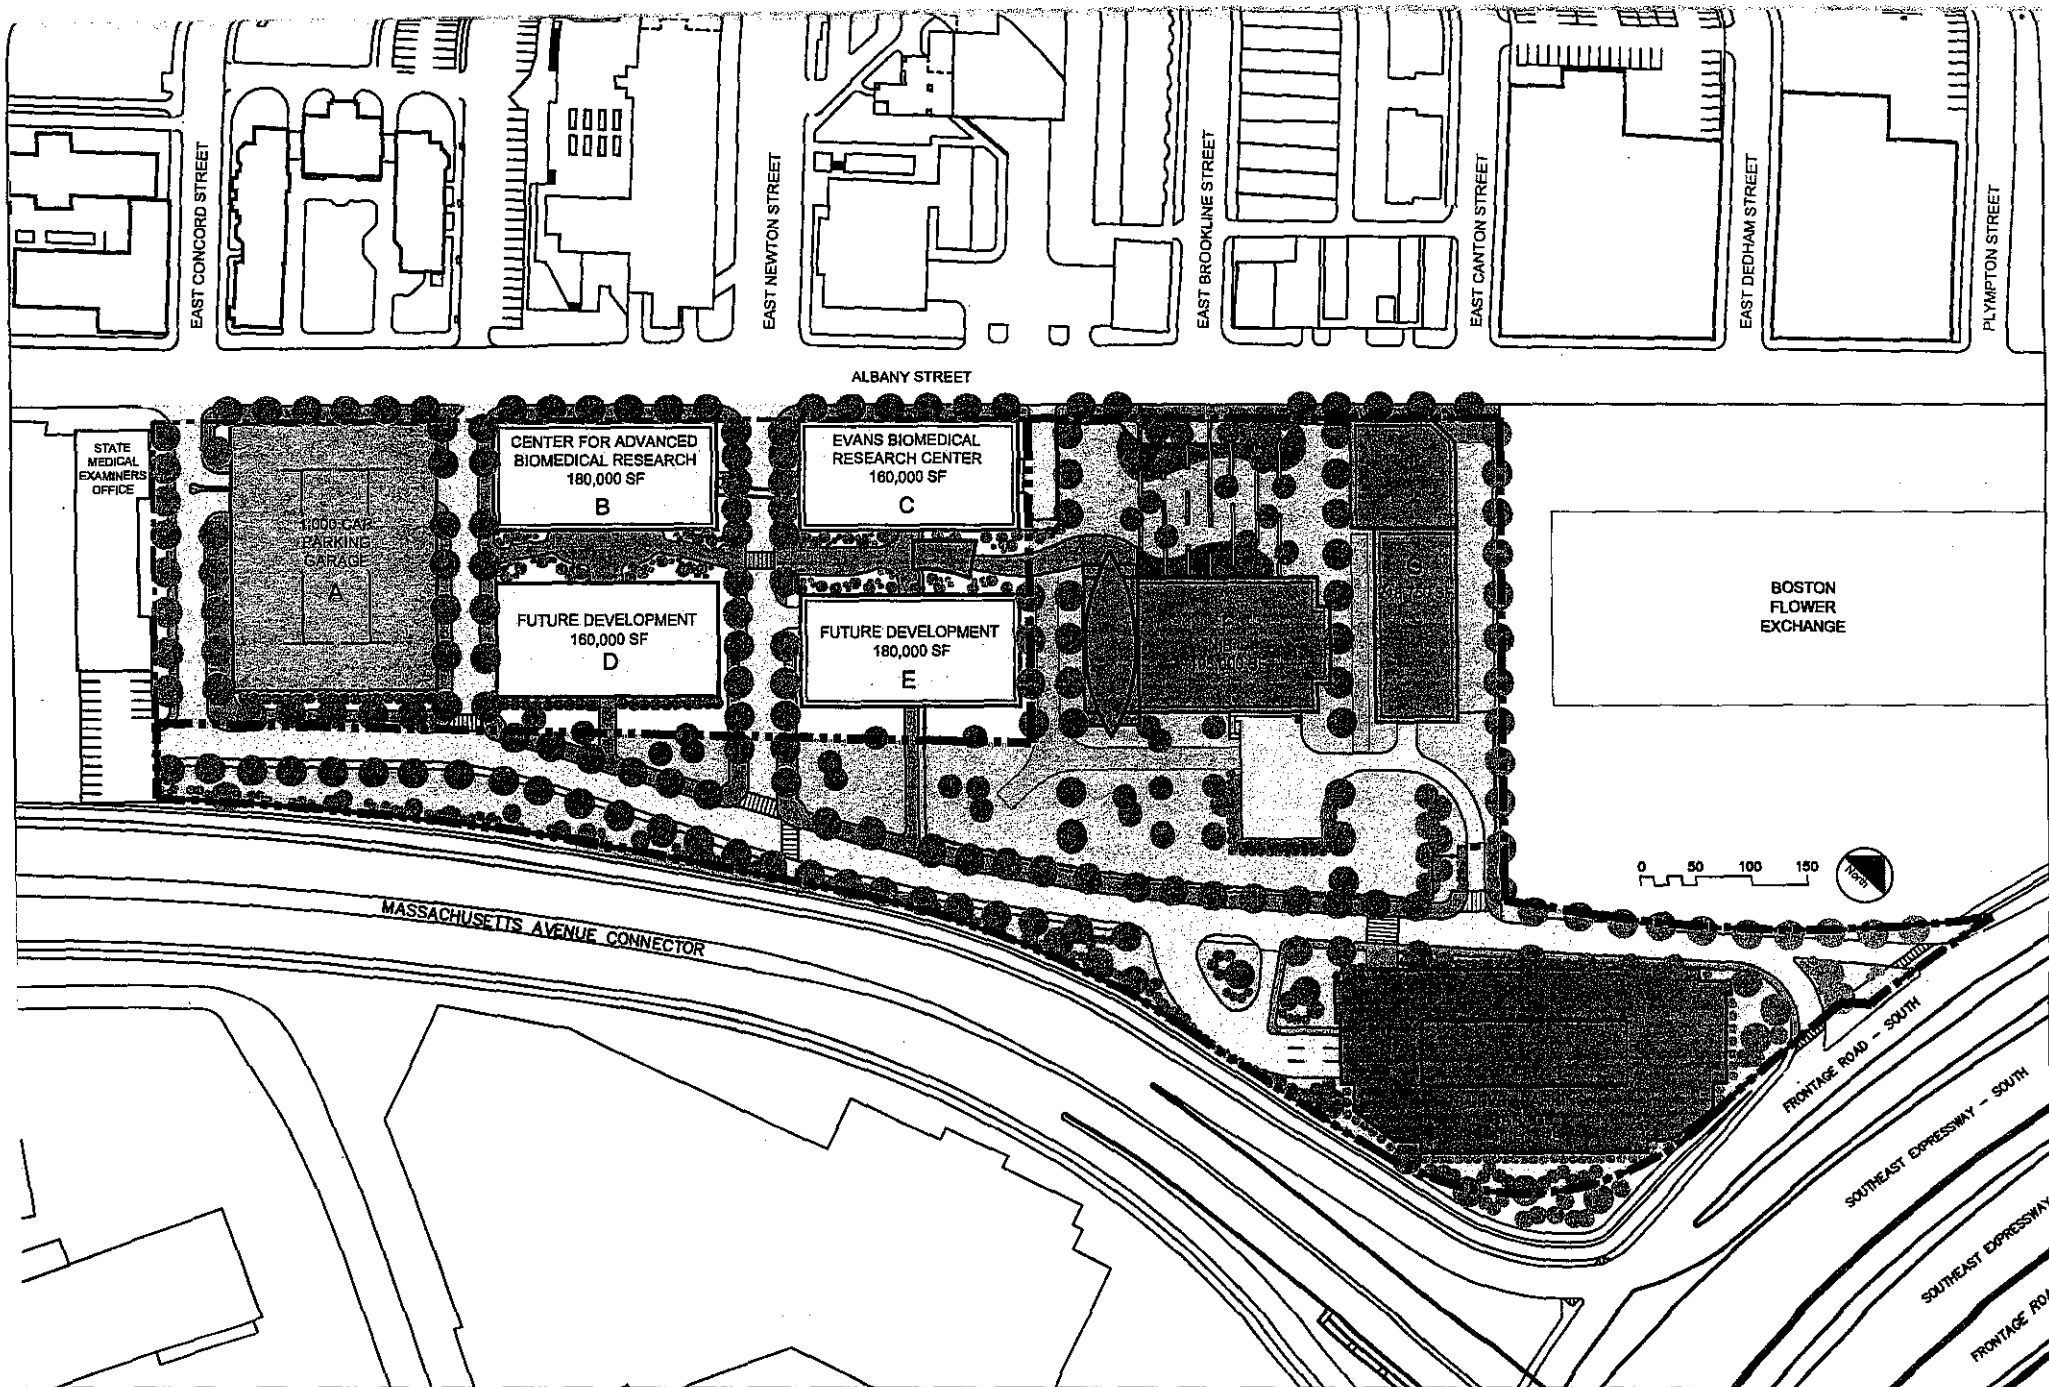 EAST CONCORD STREET
EAST NEWTON STREET
EAST BROOKLINE STREET
EAST CANTON STREET
EAST DEDHAM STREET
PLYMPTON STREET
ALBANY STREET
STATE
MEDICAL
EXAMINERS
OFFICE
1,000 CAR
PARKING
GARAGE
A
CENTER FOR ADVANCED
BIOMEDICAL RESEARCH
180,000 SF
B
EVANS BIOMEDICAL
RESEARCH CENTER
160,000 SF
C
FUTURE DEVELOPMENT
160,000 SF
D
FUTURE DEVELOPMENT
180,000 SF
E
BOSTON
FLOWER
EXCHANGE
0 50 100 150
North
MASSACHUSETTS AVENUE CONNECTOR
FRONTAGE ROAD - SOUTH
SOUTHEAST EXPRESSWAY - SOUTH
SOUTHEAST EXPRESSWAY
FRONTAGE ROA